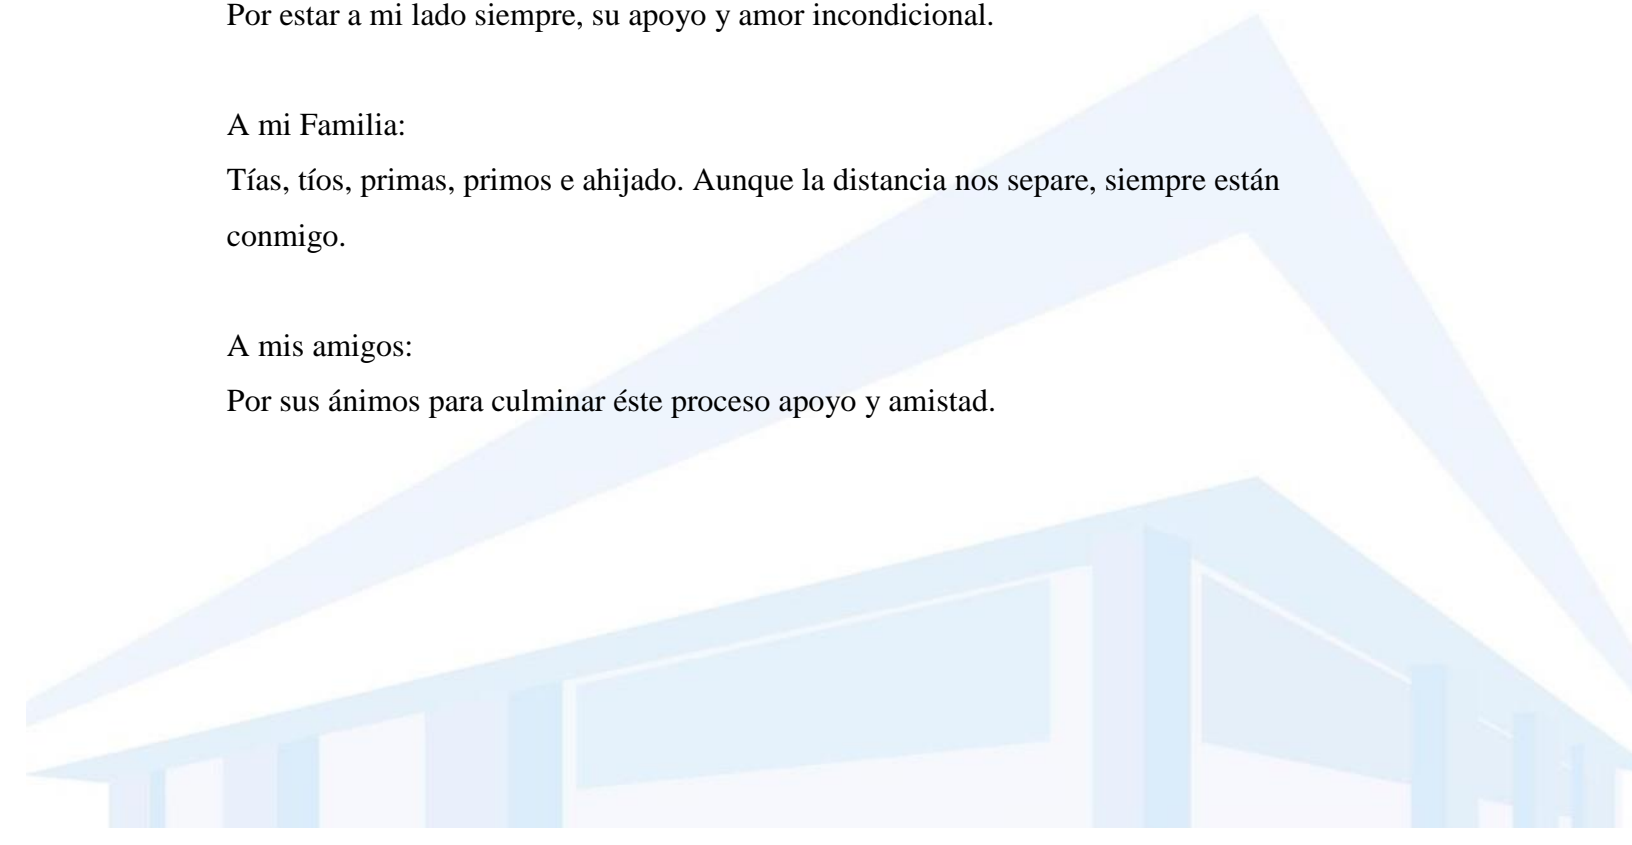 Por estar a mi lado siempre, su apoyo y amor incondicional.
A mi Familia:
Tías, tíos, primas, primos e ahijado. Aunque la distancia nos separe, siempre están
conmigo.
A mis amigos:
Por sus ánimos para culminar éste proceso apoyo y amistad.